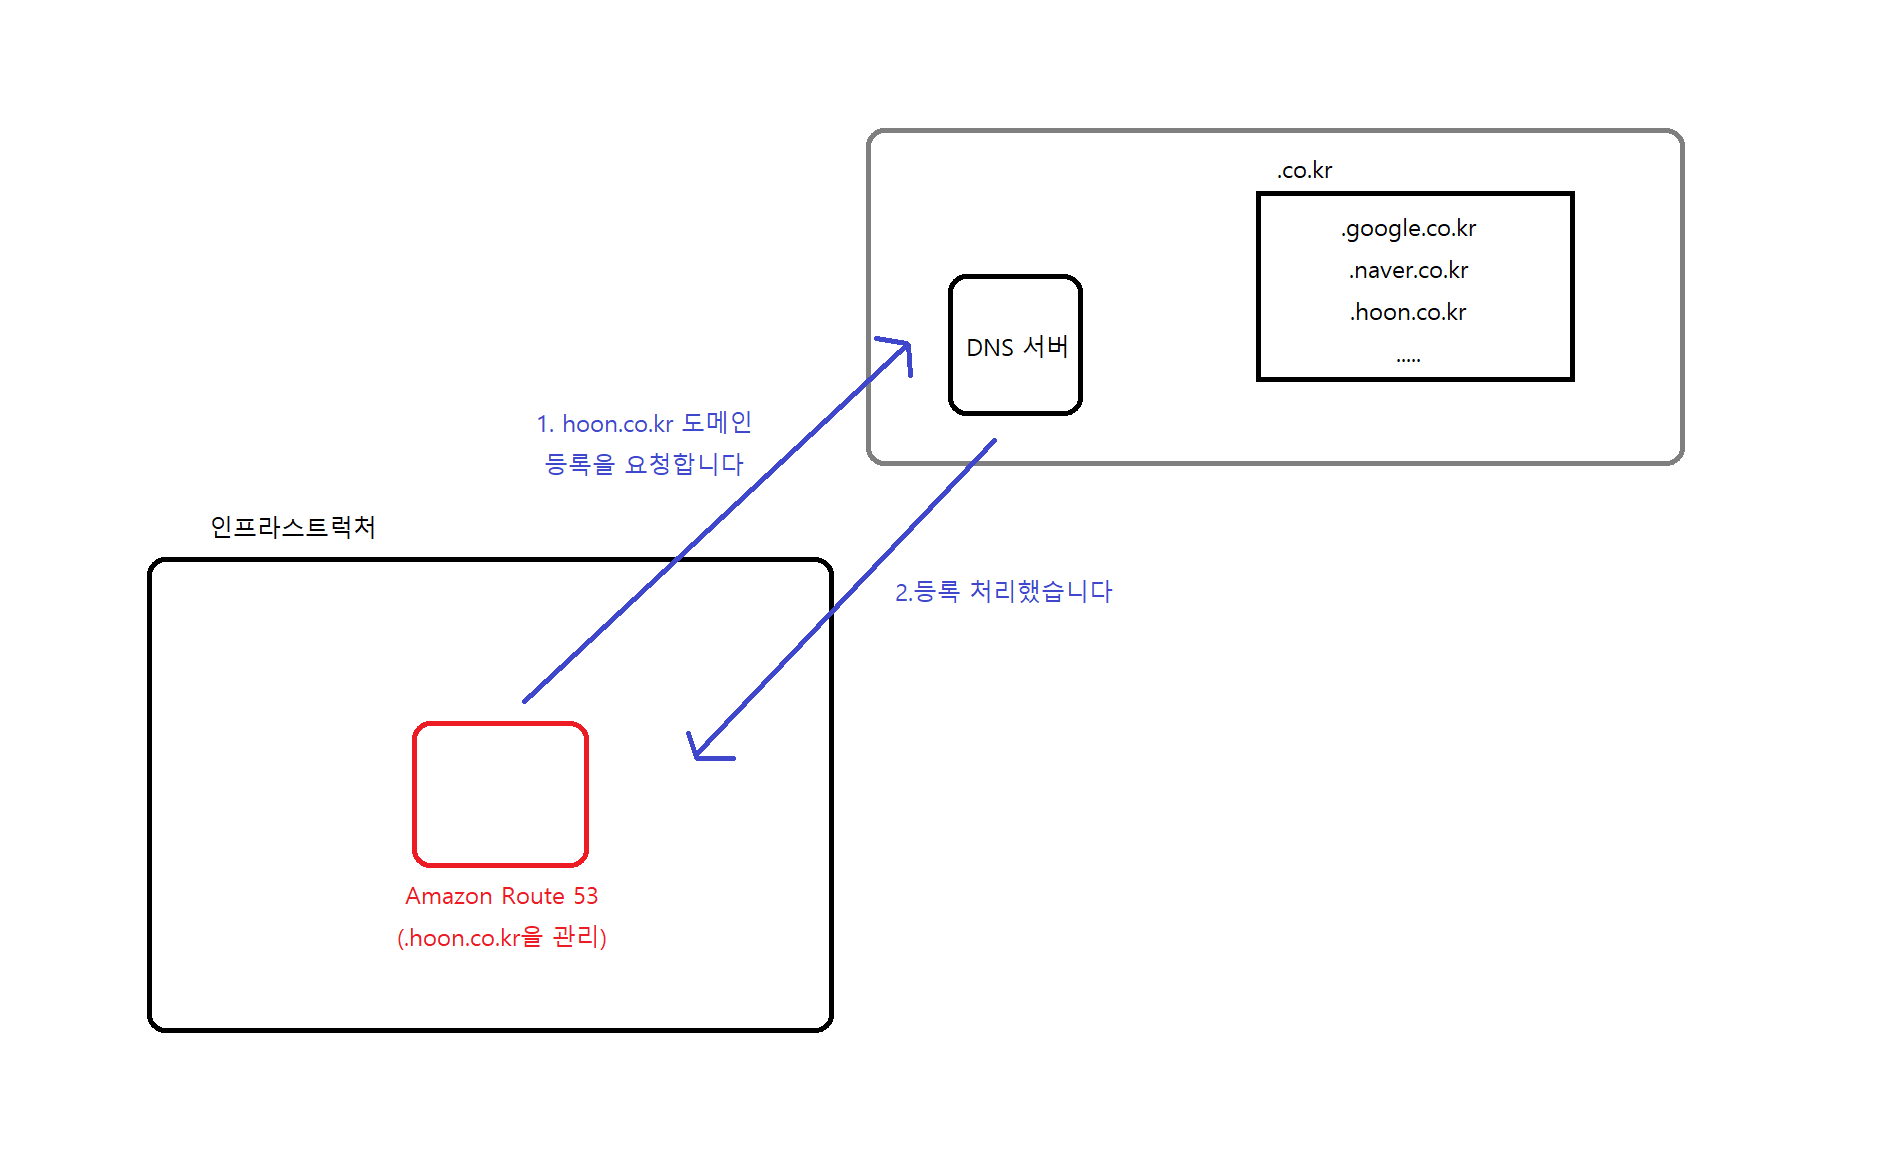 .co.kr
.google.co.kr
.naver.co.kr
.hoon.co.kr
.....
DNS 서버
1. hoon.co.kr 도메인
등록을 요청합니다
인프라스트럭처
2.등록 처리했습니다
Amazon Route 53
(.hoon.co.kr을 관리)